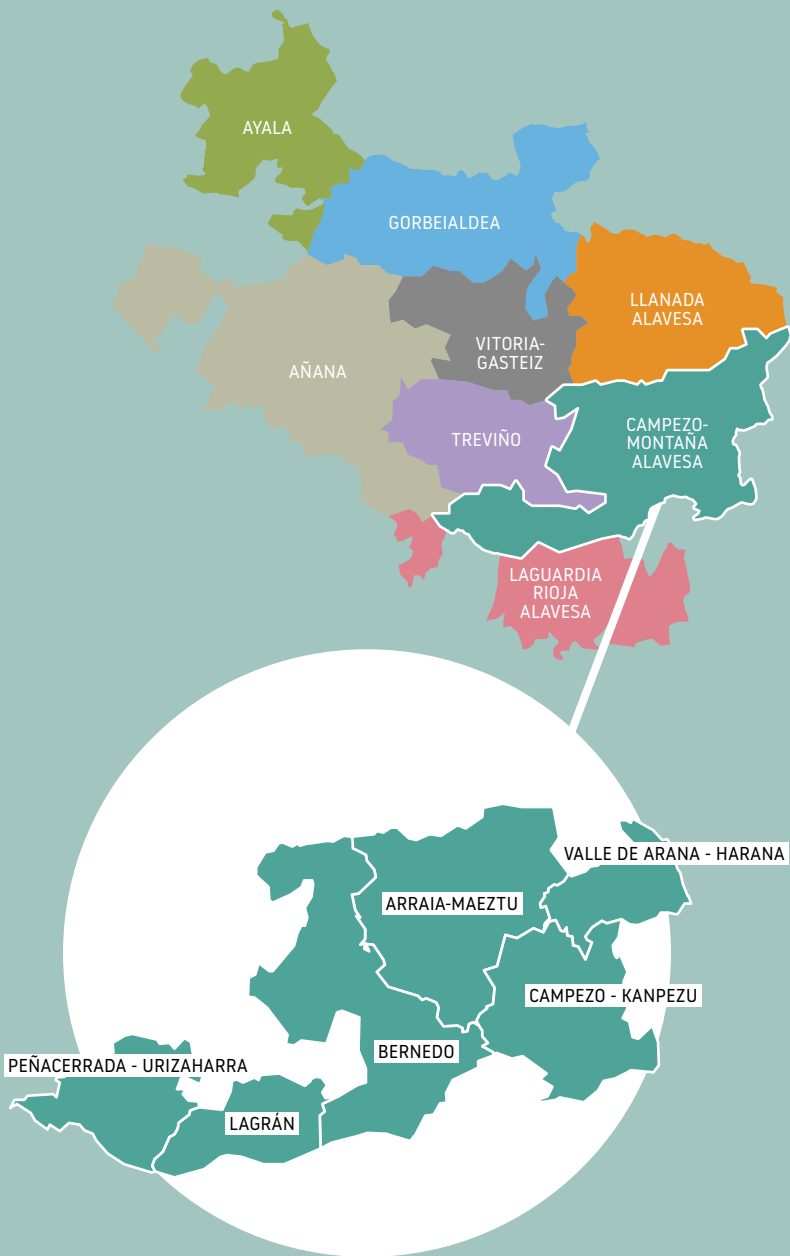 AYALA
GORBEIALDEA
LLANADA
ALAVESA
VITORIA-
GASTEIZ
AÑANA
TREVIÑO
CAMPEZO-
MONTAÑA
ALAVESA
LAGUARDIA
RIOJA
ALAVESA
VALLE DE ARANA - HARANA
ARRAIA-MAEZTU
CAMPEZO - KANPEZU
BERNEDO
PEÑACERRADA - URIZAHARRA
LAGRÁN